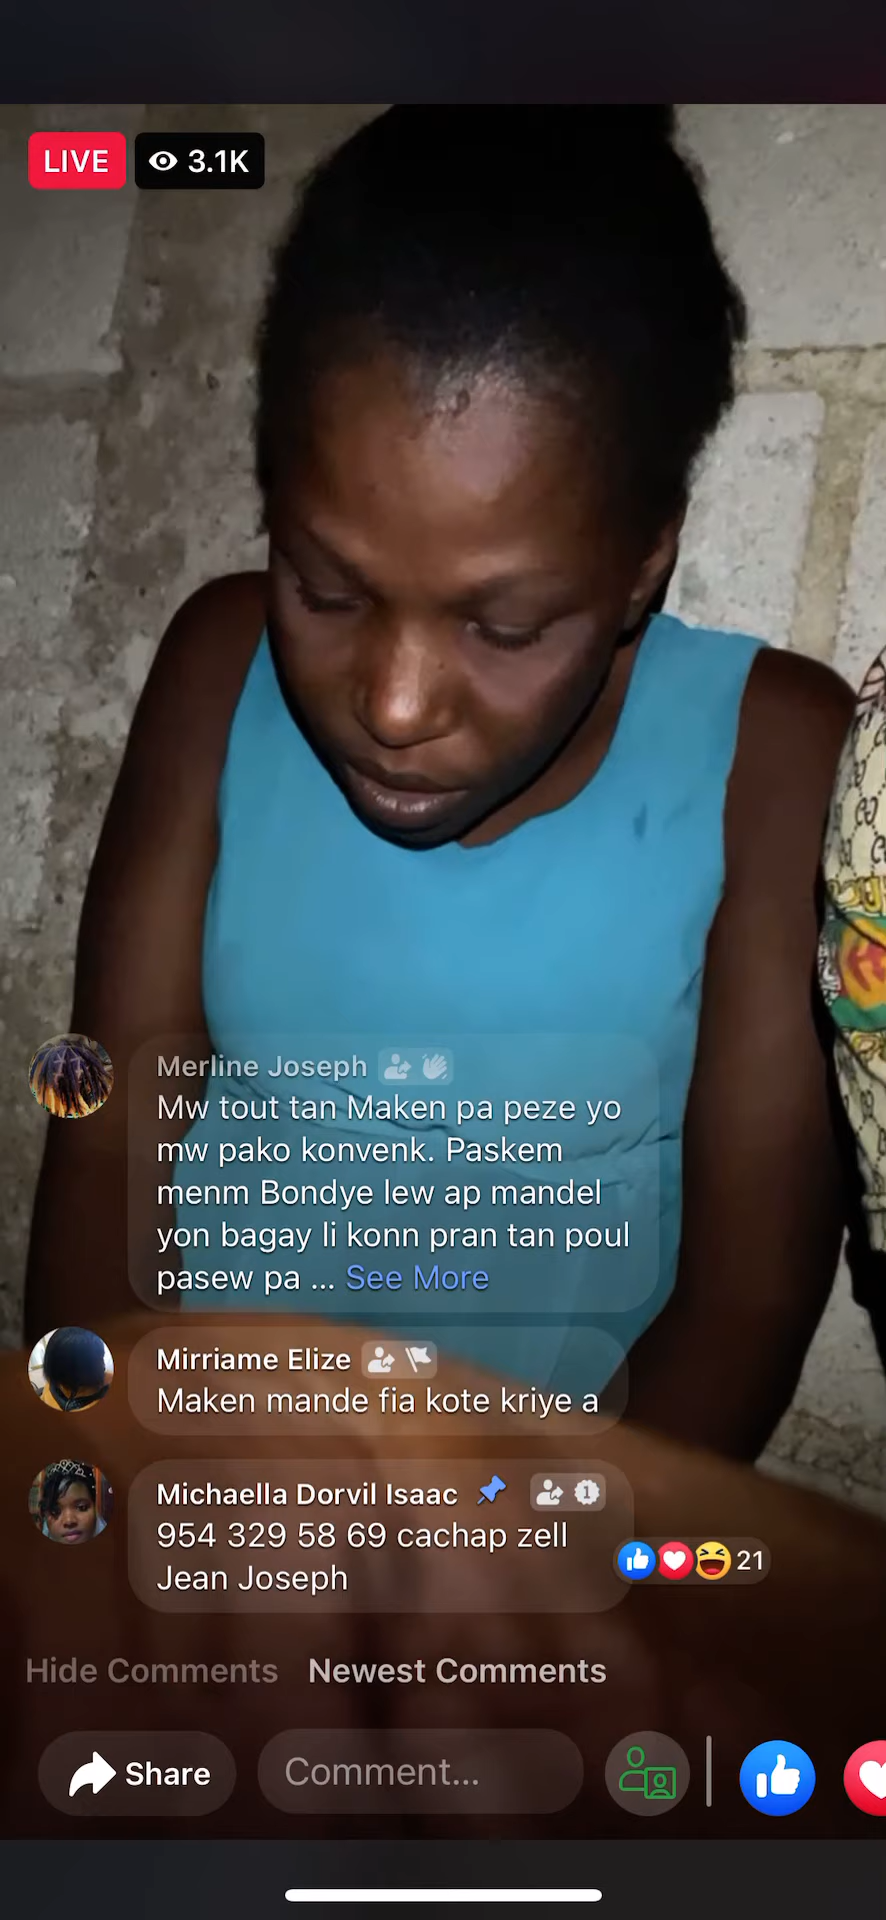 LIVE 3.1K
Merline Joseph
Mw tout tan Maken pa peze yo
mw pako konvenk. Paskem
menm Bondye lew ap mandel
yon bagay li konn pran tan poul
pasew pa ... See More
Mirriame Elize
Maken mande fia kote kriye a
Michaella Dorvil Isaac 1
954 329 58 69 cachap zell
Jean Joseph
21
Hide Comments Newest Comments
Share Comment...